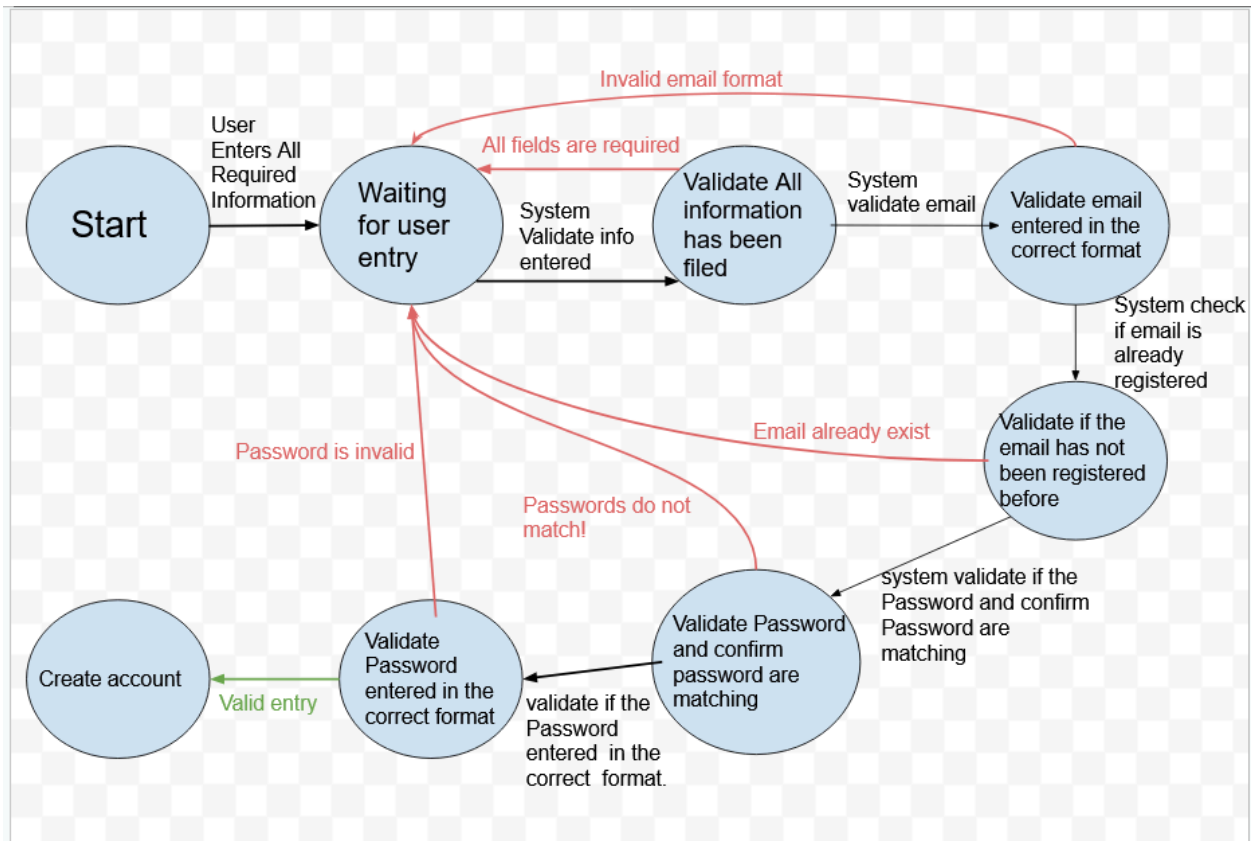 Invalid email format
User
Enters All
Required
Information
All fields are required
Start
Waiting
for user
entry
System
Validate info
entered
Validate All
information
has been
filed
System
validate email
Validate email
entered in the
correct format
System check
if email is
already
registered
Validate if the
email has not
been registered
before
Email already exist
Password is invalid
Passwords do not
match!
system validate if the
Password and confirm
Password are
matching
Validate Password
and confirm
password are
matching
validate if the
Password
entered in the
correct format.
Validate
Password
entered in the
correct format
Valid entry
Create account